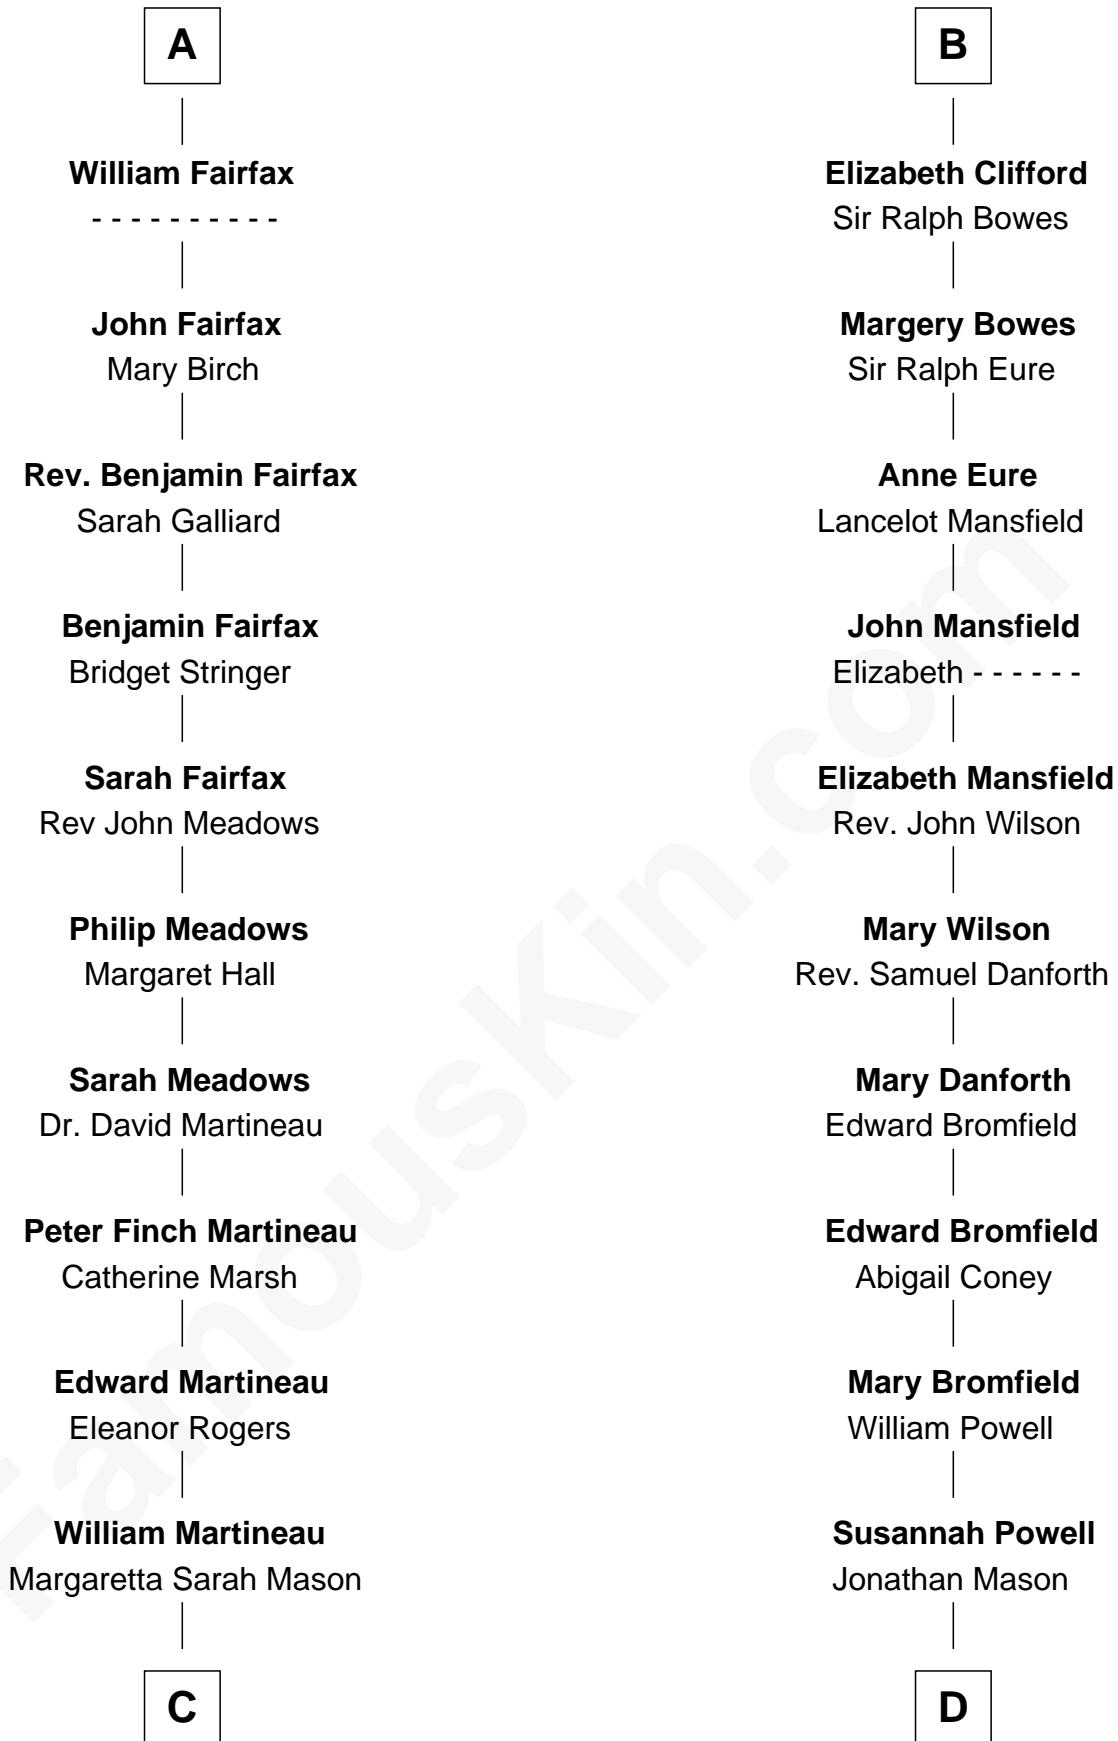 A
William Fairfax
- - - - - - - - - -
John Fairfax
Mary Birch
Rev. Benjamin Fairfax
Sarah Galliard
Benjamin Fairfax
Bridget Stringer
Sarah Fairfax
Rev John Meadows
Philip Meadows
Margaret Hall
Sarah Meadows
Dr. David Martineau
Peter Finch Martineau
Catherine Marsh
Edward Martineau
Eleanor Rogers
William Martineau
Margaretta Sarah Mason
C
B
Elizabeth Clifford
Sir Ralph Bowes
Margery Bowes
Sir Ralph Eure
Anne Eure
Lancelot Mansfield
John Mansfield
Elizabeth - - - - - -
Elizabeth Mansfield
Rev. John Wilson
Mary Wilson
Rev. Samuel Danforth
Mary Danforth
Edward Bromfield
Edward Bromfield
Abigail Coney
Mary Bromfield
William Powell
Susannah Powell
Jonathan Mason
D
FamousKin.com